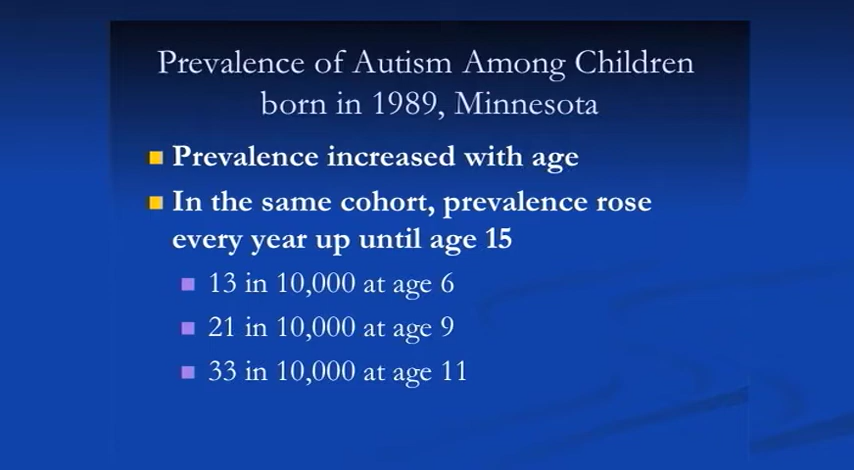 Prevalence of Autism Among Children
born in 1989, Minnesota
Prevalence increased with age
In the same cohort, prevalence rose
every year up until age 15
13 in 10,000 at age 6
21 in 10,000 at age 9
33 in 10,000 at age 11